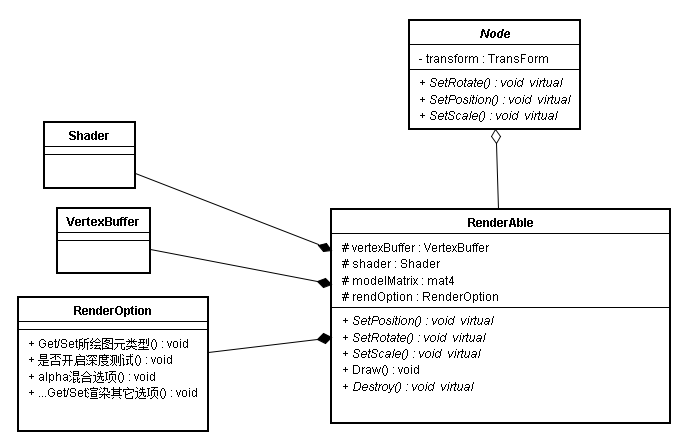 Node
- transform : TransForm
+ SetRotate() : void virtual
+ SetPosition() : void virtual
+ SetScale() : void virtual
Shader
VertexBuffer
RenderOption
+ Get/Set所绘图元类型() : void
+ 是否开启深度测试() : void
+ alpha混合选项() : void
+ ...Get/Set渲染其它选项() : void
RenderAble
# vertexBuffer : VertexBuffer
# shader : Shader
# modelMatrix : mat4
# rendOption : RenderOption
+ SetPosition() : void virtual
+ SetRotate() : void virtual
+ SetScale() : void virtual
+ Draw() : void
+ Destroy() : void virtual